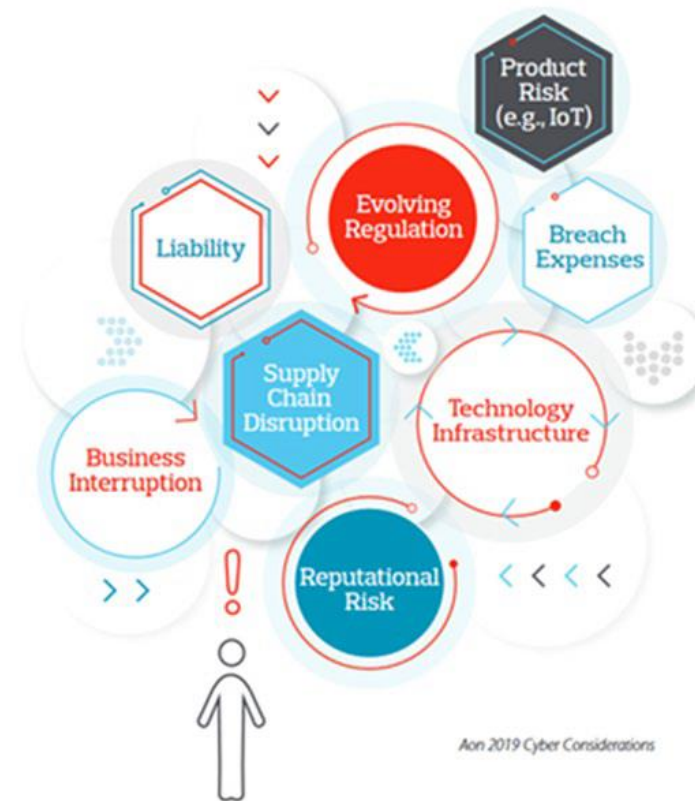 Product
Risk
(e.g., IoT)
Evolving
Regulation
Liability
Breach
Expenses
Supply
Chain
Disruption
Technology
Infrastructure
Business
Interruption
Reputational
Risk
!
Aon 2019 Cyber Considerations